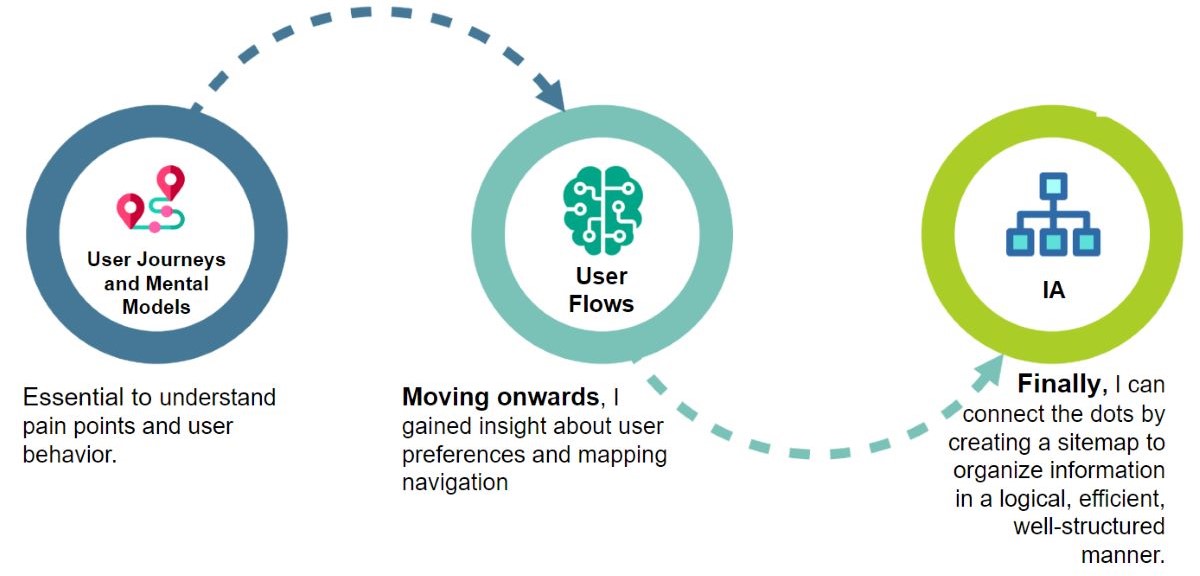 User Journeys
and Mental
Models
Essential to understand
pain points and user
behavior.
User
Flows
Moving onwards, I
gained insight about user
preferences and mapping
navigation
IA
Finally, I can
connect the dots by
creating a sitemap to
organize information
in a logical, efficient,
well-structured
manner.